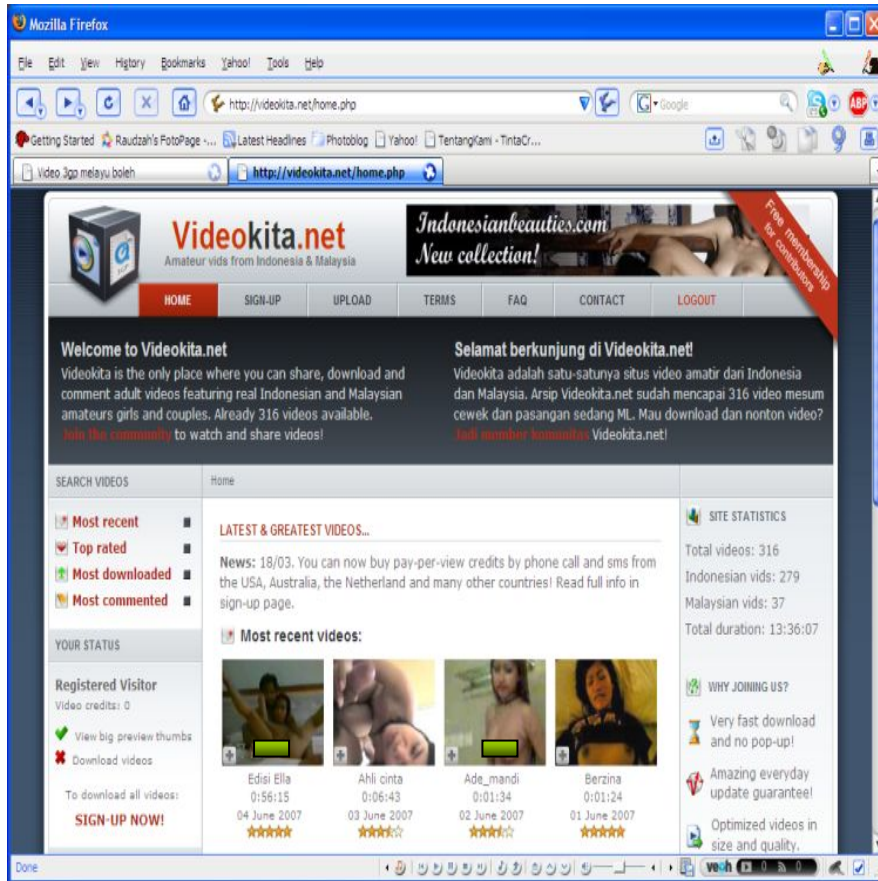 Mozilla Firefox
File Edit View History Bookmarks Yahoo! Tools Help
http://videokita.net/home.php
Google
ABP
Getting Started Raudzah's FotoPage -... Latest Headlines Photoblog Yahoo! TentangKami - TintaCr...
Video 3gp melayu boleh
http://videokita.net/home.php
Videokita.net
Amateur vids from Indonesia & Malaysia
Indonesianbeauties.com
New collection!
Free membership
for contributors
HOME SIGN-UP UPLOAD TERMS FAQ CONTACT LOGOUT
Welcome to Videokita.net
Videokita is the only place where you can share, download and
comment adult videos featuring real Indonesian and Malaysian
amateurs girls and couples. Already 316 videos available.
Join the community to watch and share videos!
Selamat berkunjung di Videokita.net!
Videokita adalah satu-satunya situs video amatir dari Indonesia
dan Malaysia. Arsip Videokita.net sudah mencapai 316 video mesum
cewek dan pasangan sedang ML. Mau download dan nonton video?
Jadi member komunitas Videokita.net!
SEARCH VIDEOS
Most recent
Top rated
Most downloaded
Most commented
YOUR STATUS
Registered Visitor
Video credits: 0
View big preview thumbs
Download videos
To download all videos:
SIGN-UP NOW!
Home
LATEST & GREATEST VIDEOS...
News: 18/03. You can now buy pay-per-view credits by phone call and sms from
the USA, Australia, the Netherland and many other countries! Read full info in
sign-up page.
Most recent videos:
Edisi Ella
0:56:15
04 June 2007
Ahli cinta
0:06:43
03 June 2007
Ade_mandi
0:01:34
02 June 2007
Berzina
0:01:24
01 June 2007
SITE STATISTICS
Total videos: 316
Indonesian vids: 279
Malaysian vids: 37
Total duration: 13:36:07
WHY JOINING US?
Very fast download
and no pop-up!
Amazing everyday
update guarantee!
Optimized videos in
size and quality.
Done
veoh 0 0